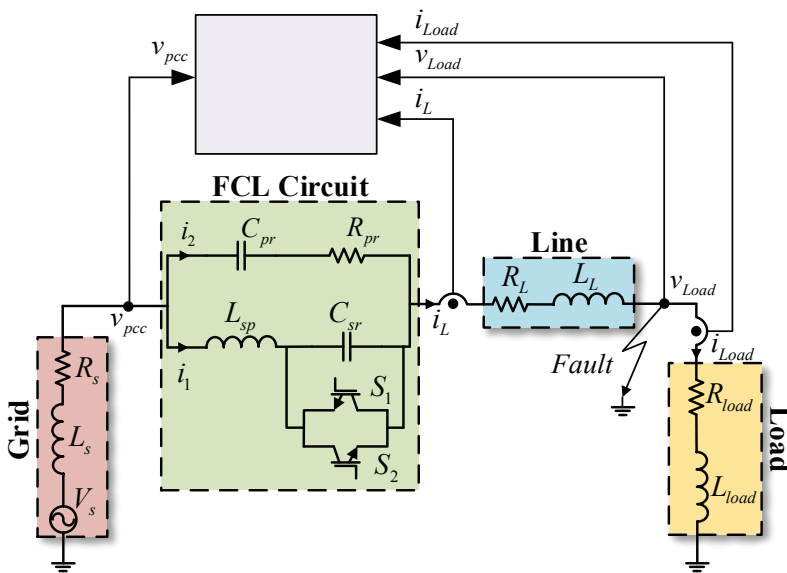 i_Load
v_pcc
v_Load
i_L
FCL Circuit
i_2
C_pr
R_pr
Line
R_L
L_L
v_Load
v_pcc
L_sp
C_sr
i_L
i_1
Fault
i_Load
R_s
S_1
R_load
Grid
L_s
S_2
Load
L_load
V_s